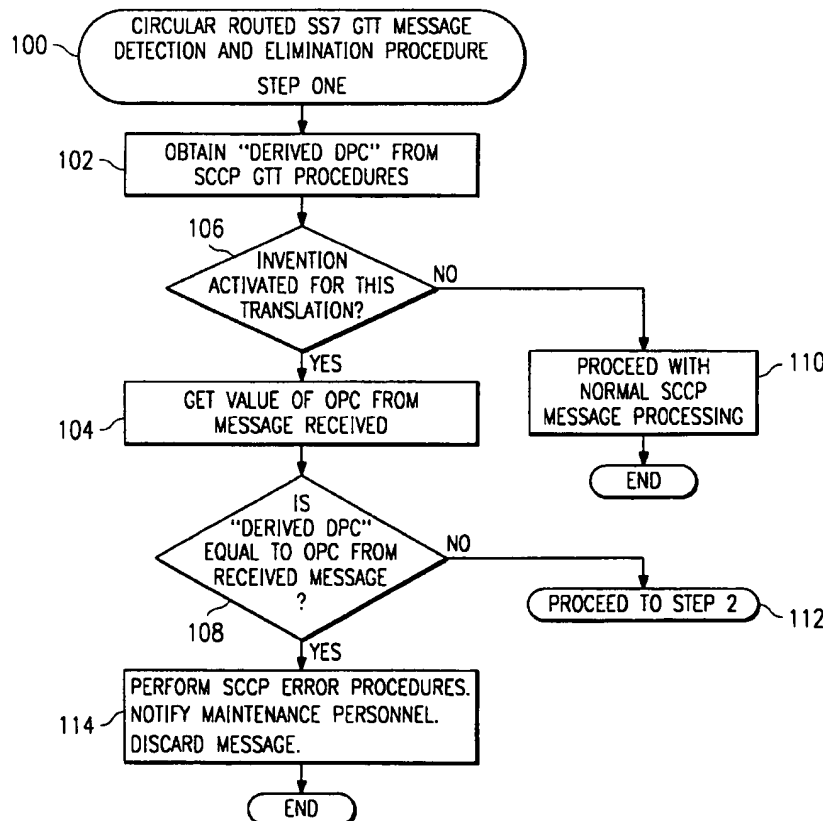 CIRCULAR ROUTED SS7 GTT MESSAGE
DETECTION AND ELIMINATION PROCEDURE
STEP ONE
100
OBTAIN "DERIVED DPC" FROM
SCCP GTT PROCEDURES
102
106
INVENTION
ACTIVATED FOR THIS
TRANSLATION?
NO
YES
PROCEED WITH
NORMAL SCCP
MESSAGE PROCESSING
110
END
GET VALUE OF OPC FROM
MESSAGE RECEIVED
104
IS
"DERIVED DPC"
EQUAL TO OPC FROM
RECEIVED MESSAGE
?
108
NO
YES
PROCEED TO STEP 2
112
PERFORM SCCP ERROR PROCEDURES.
NOTIFY MAINTENANCE PERSONNEL.
DISCARD MESSAGE.
114
END